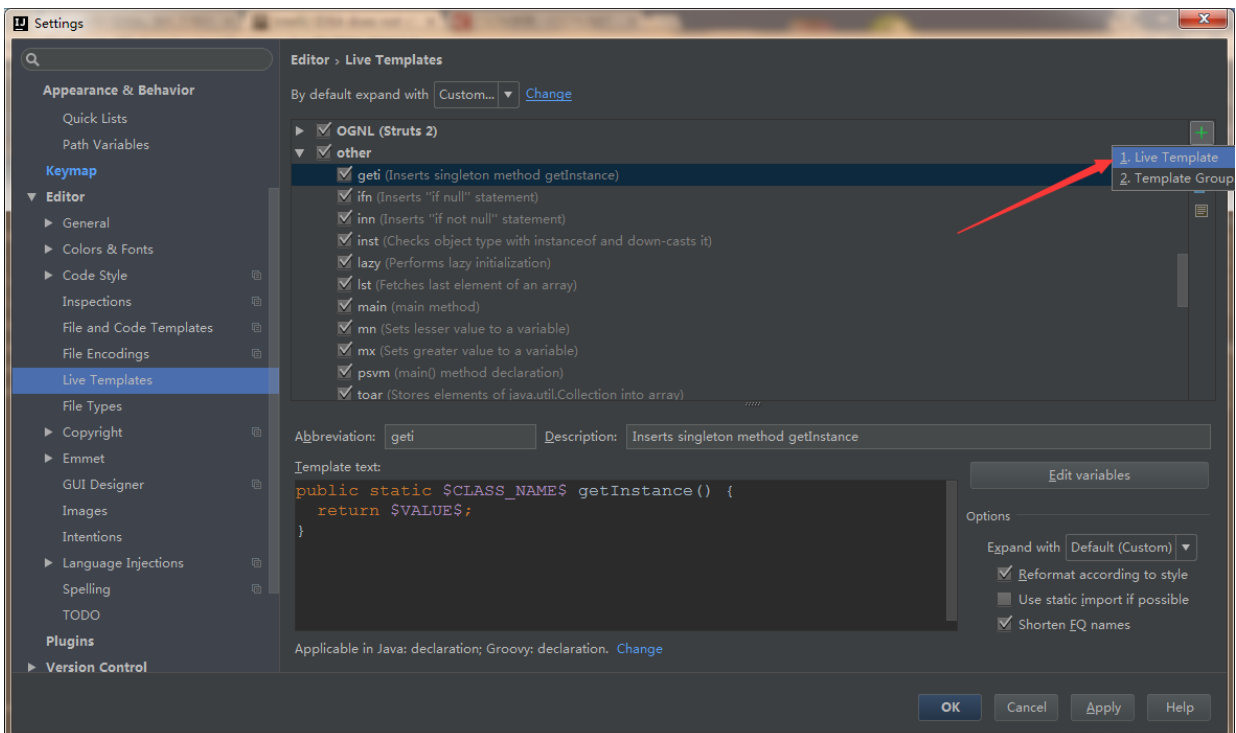 Settings
Appearance & Behavior
Quick Lists
Path Variables
Keymap
Editor
General
Colors & Fonts
Code Style
Inspections
File and Code Templates
File Encodings
Live Templates
File Types
Copyright
Emmet
GUI Designer
Images
Intentions
Language Injections
Spelling
TODO
Plugins
Version Control
Editor › Live Templates
By default expand with Custom... Change
OGNL (Struts 2)
other
geti (Inserts singleton method getInstance)
ifn (Inserts "if null" statement)
inn (Inserts "if not null" statement)
inst (Checks object type with instanceof and down-casts it)
lazy (Performs lazy initialization)
lst (Fetches last element of an array)
main (main method)
mn (Sets lesser value to a variable)
mx (Sets greater value to a variable)
psvm (main() method declaration)
toar (Stores elements of java.util.Collection into array)
1. Live Template
2. Template Group
Abbreviation: geti Description: Inserts singleton method getInstance
Template text:
public static $CLASS_NAME$ getInstance() {
return $VALUE$;
}
Edit variables
Options
Expand with Default (Custom)
Reformat according to style
Use static import if possible
Shorten FQ names
Applicable in Java: declaration; Groovy: declaration. Change
OK Cancel Apply Help